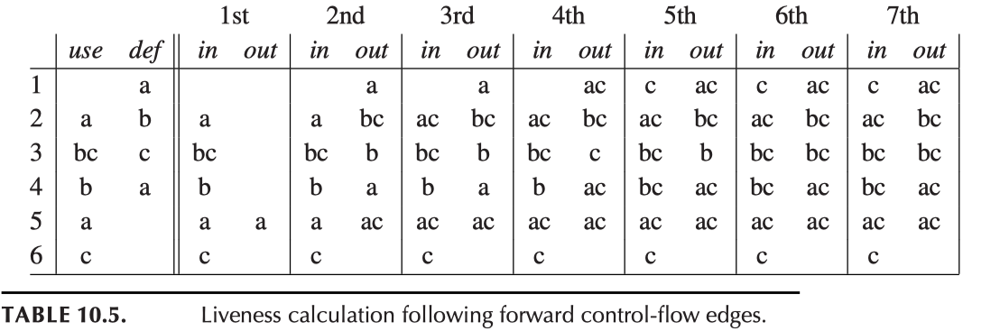 1st 2nd 3rd 4th 5th 6th 7th
use def in out in out in out in out in out in out in out
1 a a a ac c ac c ac c ac
2 a b a a bc ac bc ac bc ac bc ac bc ac bc
3 bc c bc bc b bc b bc c bc b bc bc bc bc
4 b a b b a b a b ac bc ac bc ac bc ac
5 a a a a ac ac ac ac ac ac ac ac ac ac ac
6 c c c c c c c c
TABLE 10.5. Liveness calculation following forward control-flow edges.